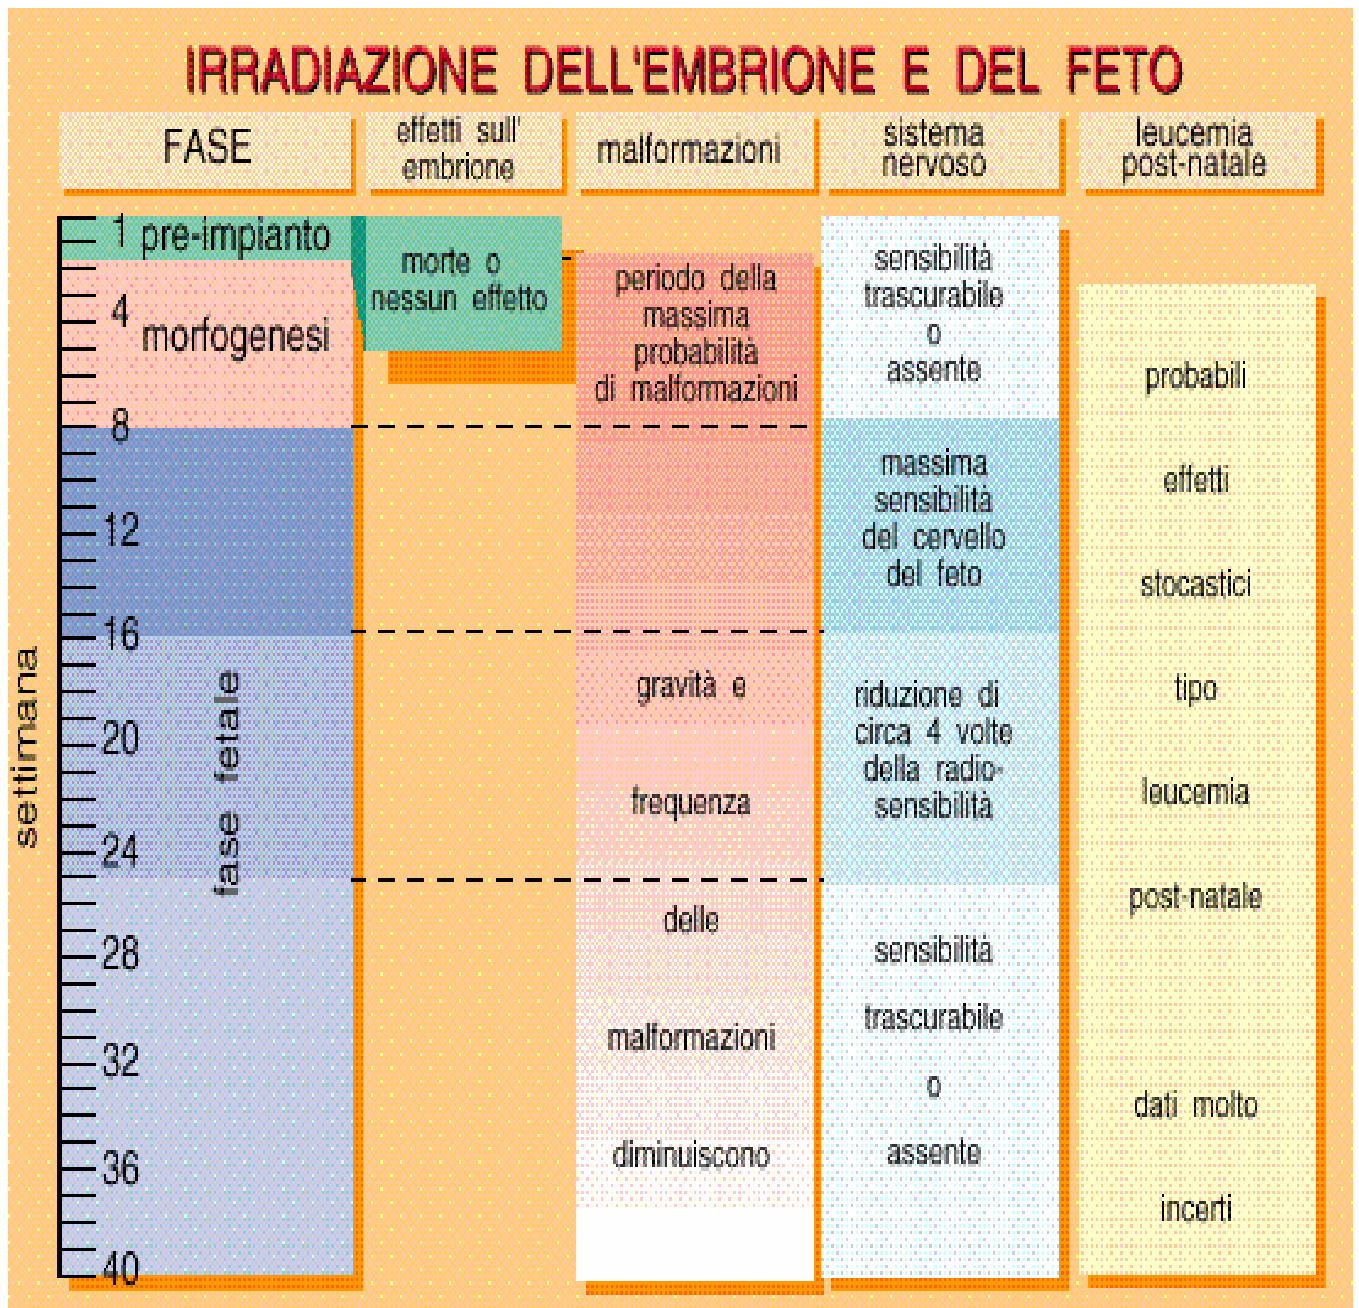 IRRADIAZIONE DELL'EMBRIONE E DEL FETO
FASE
effetti sull'
embrione
malformazioni
sistema
nervoso
leucemia
post-natale
settimana
1
4
8
12
16
20
24
28
32
36
40
pre-impianto
morfogenesi
fase fetale
morte o
nessun effetto
periodo della
massima
probabilità
di malformazioni
gravità e
frequenza
delle
malformazioni
diminuiscono
sensibilità
trascurabile
o
assente
massima
sensibilità
del cervello
del feto
riduzione di
circa 4 volte
della radio-
sensibilità
sensibilità
trascurabile
o
assente
probabili
effetti
stocastici
tipo
leucemia
post-natale
dati molto
incerti